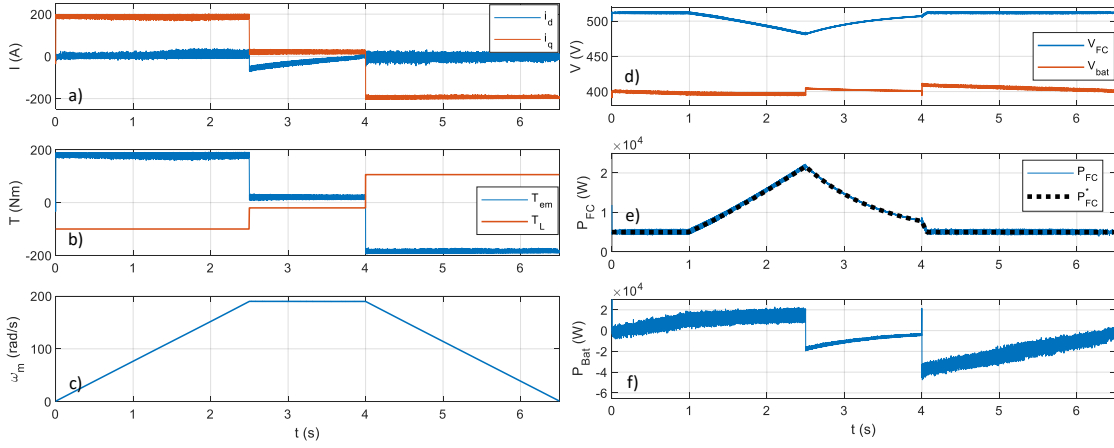 200
0
-200
I (A)
a)
i_d
i_q
0 1 2 3 4 5 6
200
0
-200
T (Nm)
b)
T_em
T_L
0 1 2 3 4 5 6
200
100
0
ω_m (rad/s)
c)
0 1 2 3 4 5 6
t (s)
500
450
400
V (V)
d)
V_FC
V_bat
0 1 2 3 4 5 6
×10^4
2
1
0
P_FC (W)
e)
P_FC
P*_FC
0 1 2 3 4 5 6
×10^4
2
0
-2
-4
-6
P_Bat (W)
f)
0 1 2 3 4 5 6
t (s)